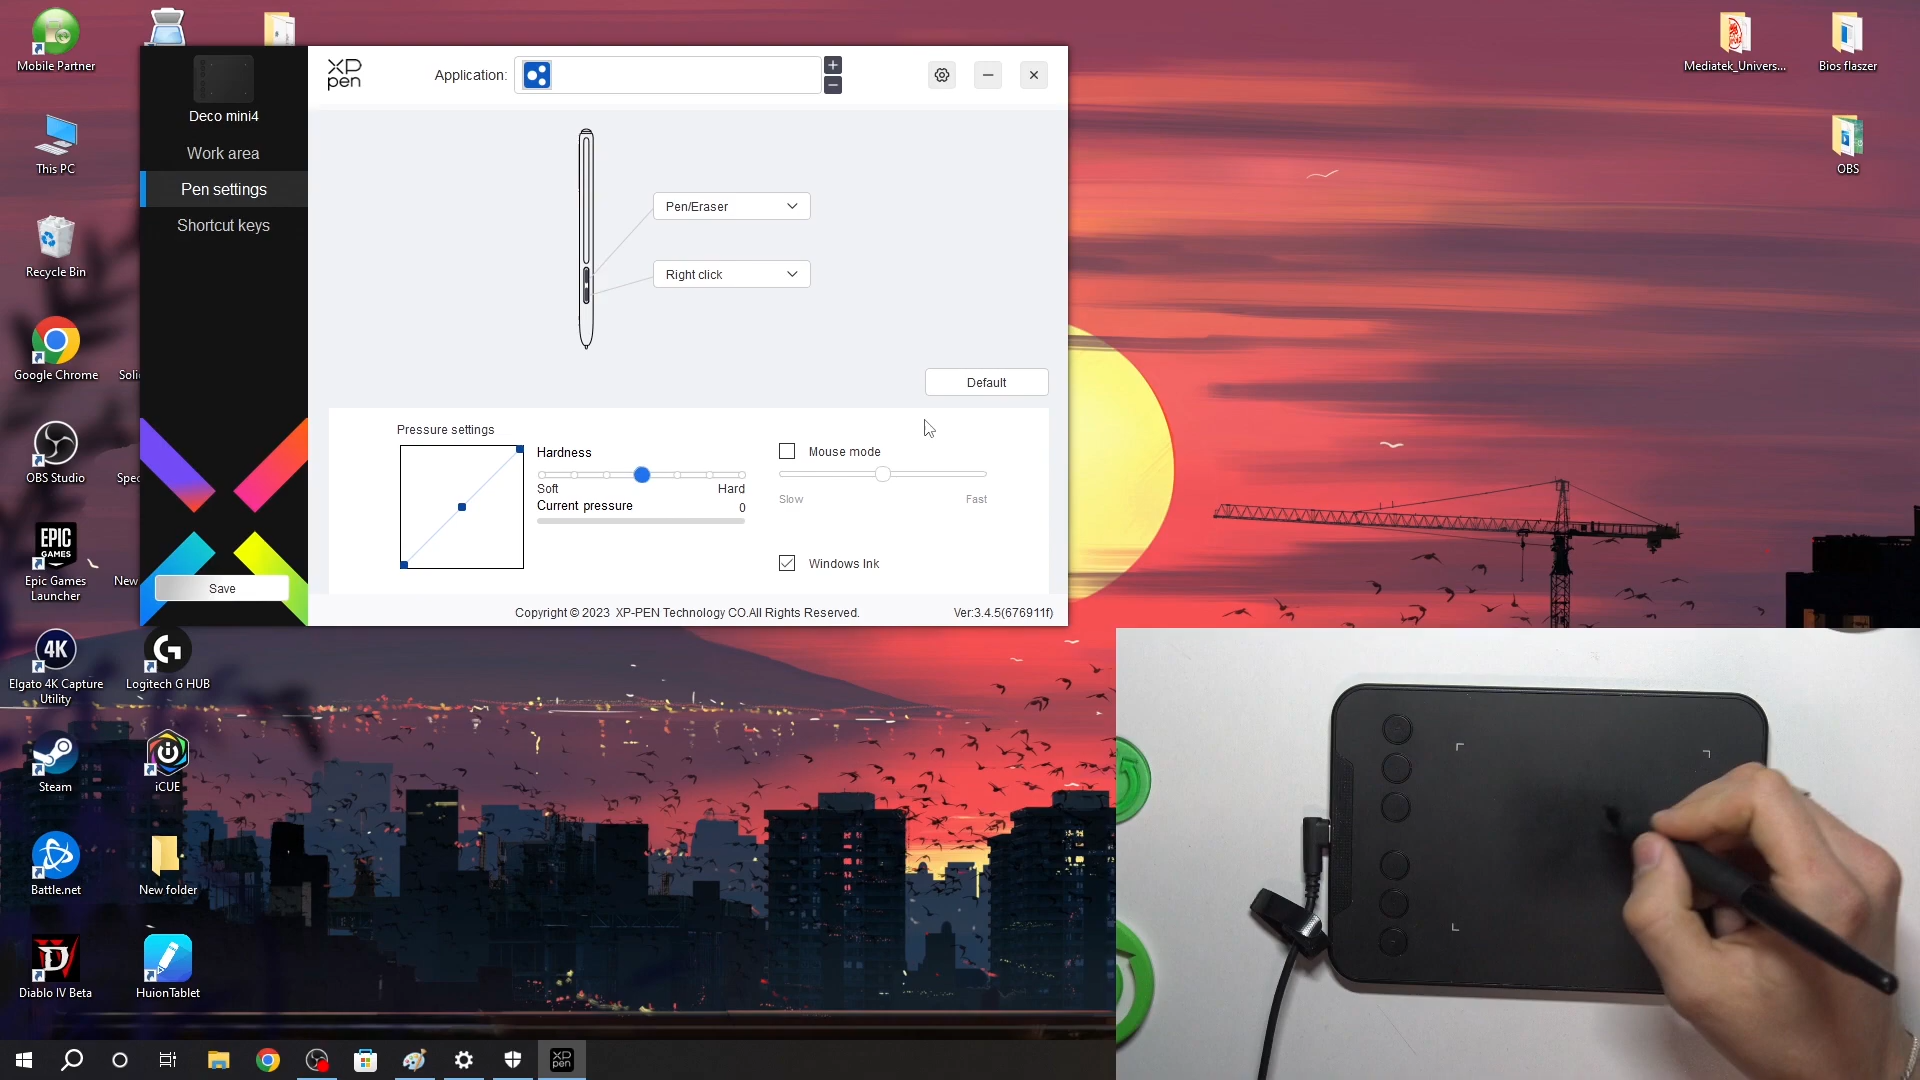 Mobile Partner
This PC
Recycle Bin
Google Chrome
Soli
OBS Studio
Spec
EPIC
GAMES
Epic Games
Launcher
New
4K
Elgato 4K Capture
Utility
Logitech G HUB
Steam
iCUE
Battle.net
New folder
Diablo IV Beta
HuionTablet
Mediatek_Univers...
Bios flaszer
OBS
Deco mini4
Work area
Pen settings
Shortcut keys
Save
XP
pen
Application:
+
−
Pen/Eraser
Right click
Default
Pressure settings
Hardness
Soft
Hard
Current pressure
0
Mouse mode
Slow
Fast
Windows Ink
Copyright © 2023 XP-PEN Technology CO.All Rights Reserved.
Ver:3.4.5(676911f)
XP
pen